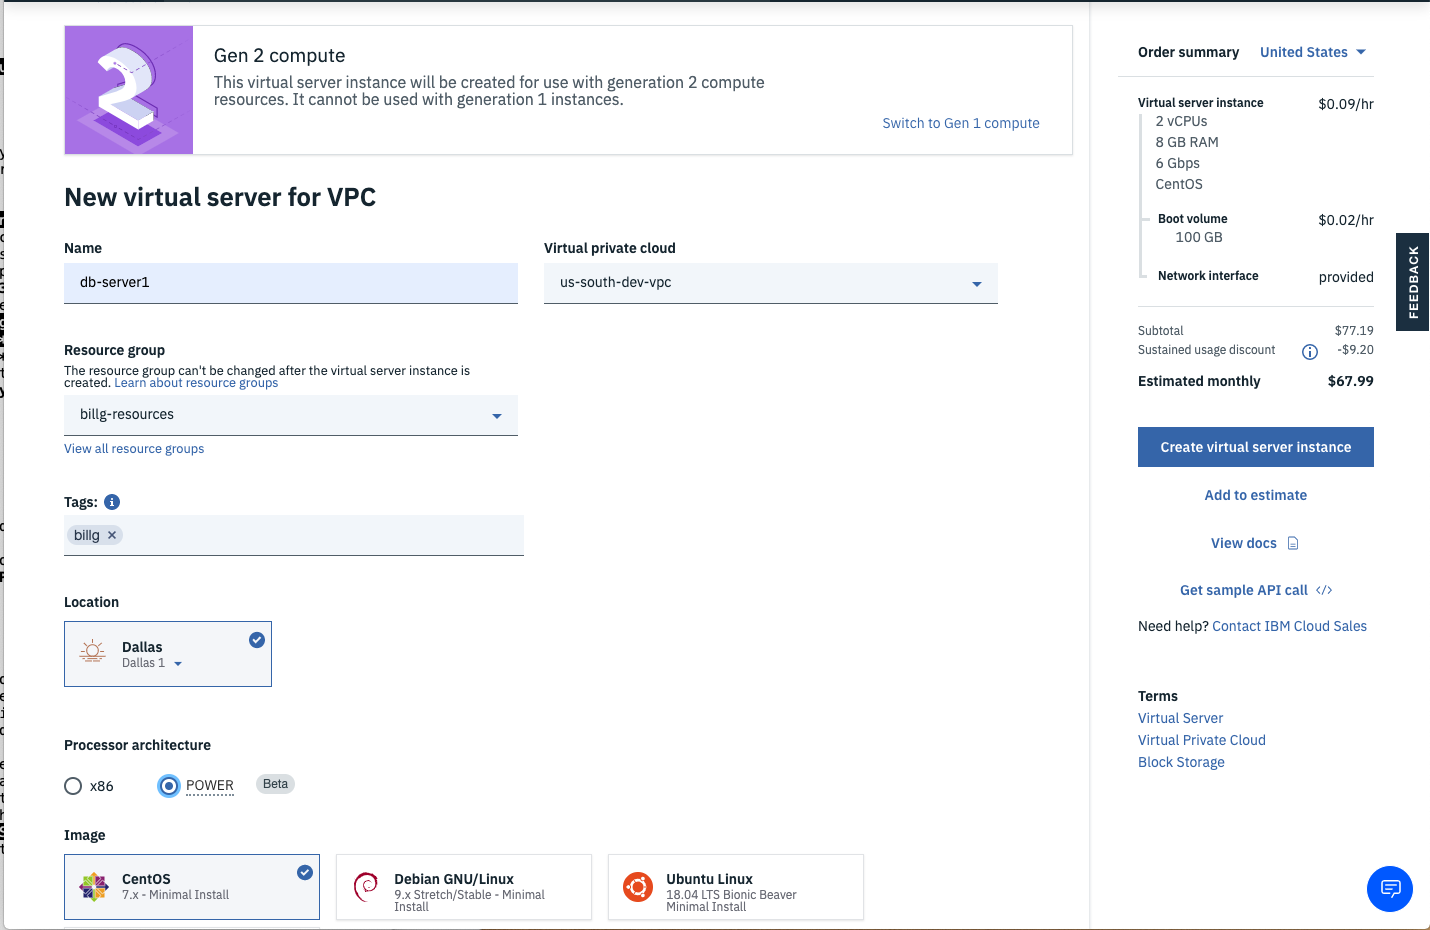 Gen 2 compute
This virtual server instance will be created for use with generation 2 compute
resources. It cannot be used with generation 1 instances.
Switch to Gen 1 compute
New virtual server for VPC
Name
db-server1
Virtual private cloud
us-south-dev-vpc
Resource group
The resource group can't be changed after the virtual server instance is
created. Learn about resource groups
billg-resources
View all resource groups
Tags:
billg ×
Location
Dallas
Dallas 1
Processor architecture
x86
POWER
Beta
Image
CentOS
7.x - Minimal Install
Debian GNU/Linux
9.x Stretch/Stable - Minimal
Install
Ubuntu Linux
18.04 LTS Bionic Beaver
Minimal Install
Order summary United States
Virtual server instance $0.09/hr
2 vCPUs
8 GB RAM
6 Gbps
CentOS
Boot volume $0.02/hr
100 GB
Network interface provided
Subtotal $77.19
Sustained usage discount -$9.20
Estimated monthly $67.99
Create virtual server instance
Add to estimate
View docs
Get sample API call </>
Need help? Contact IBM Cloud Sales
Terms
Virtual Server
Virtual Private Cloud
Block Storage
FEEDBACK